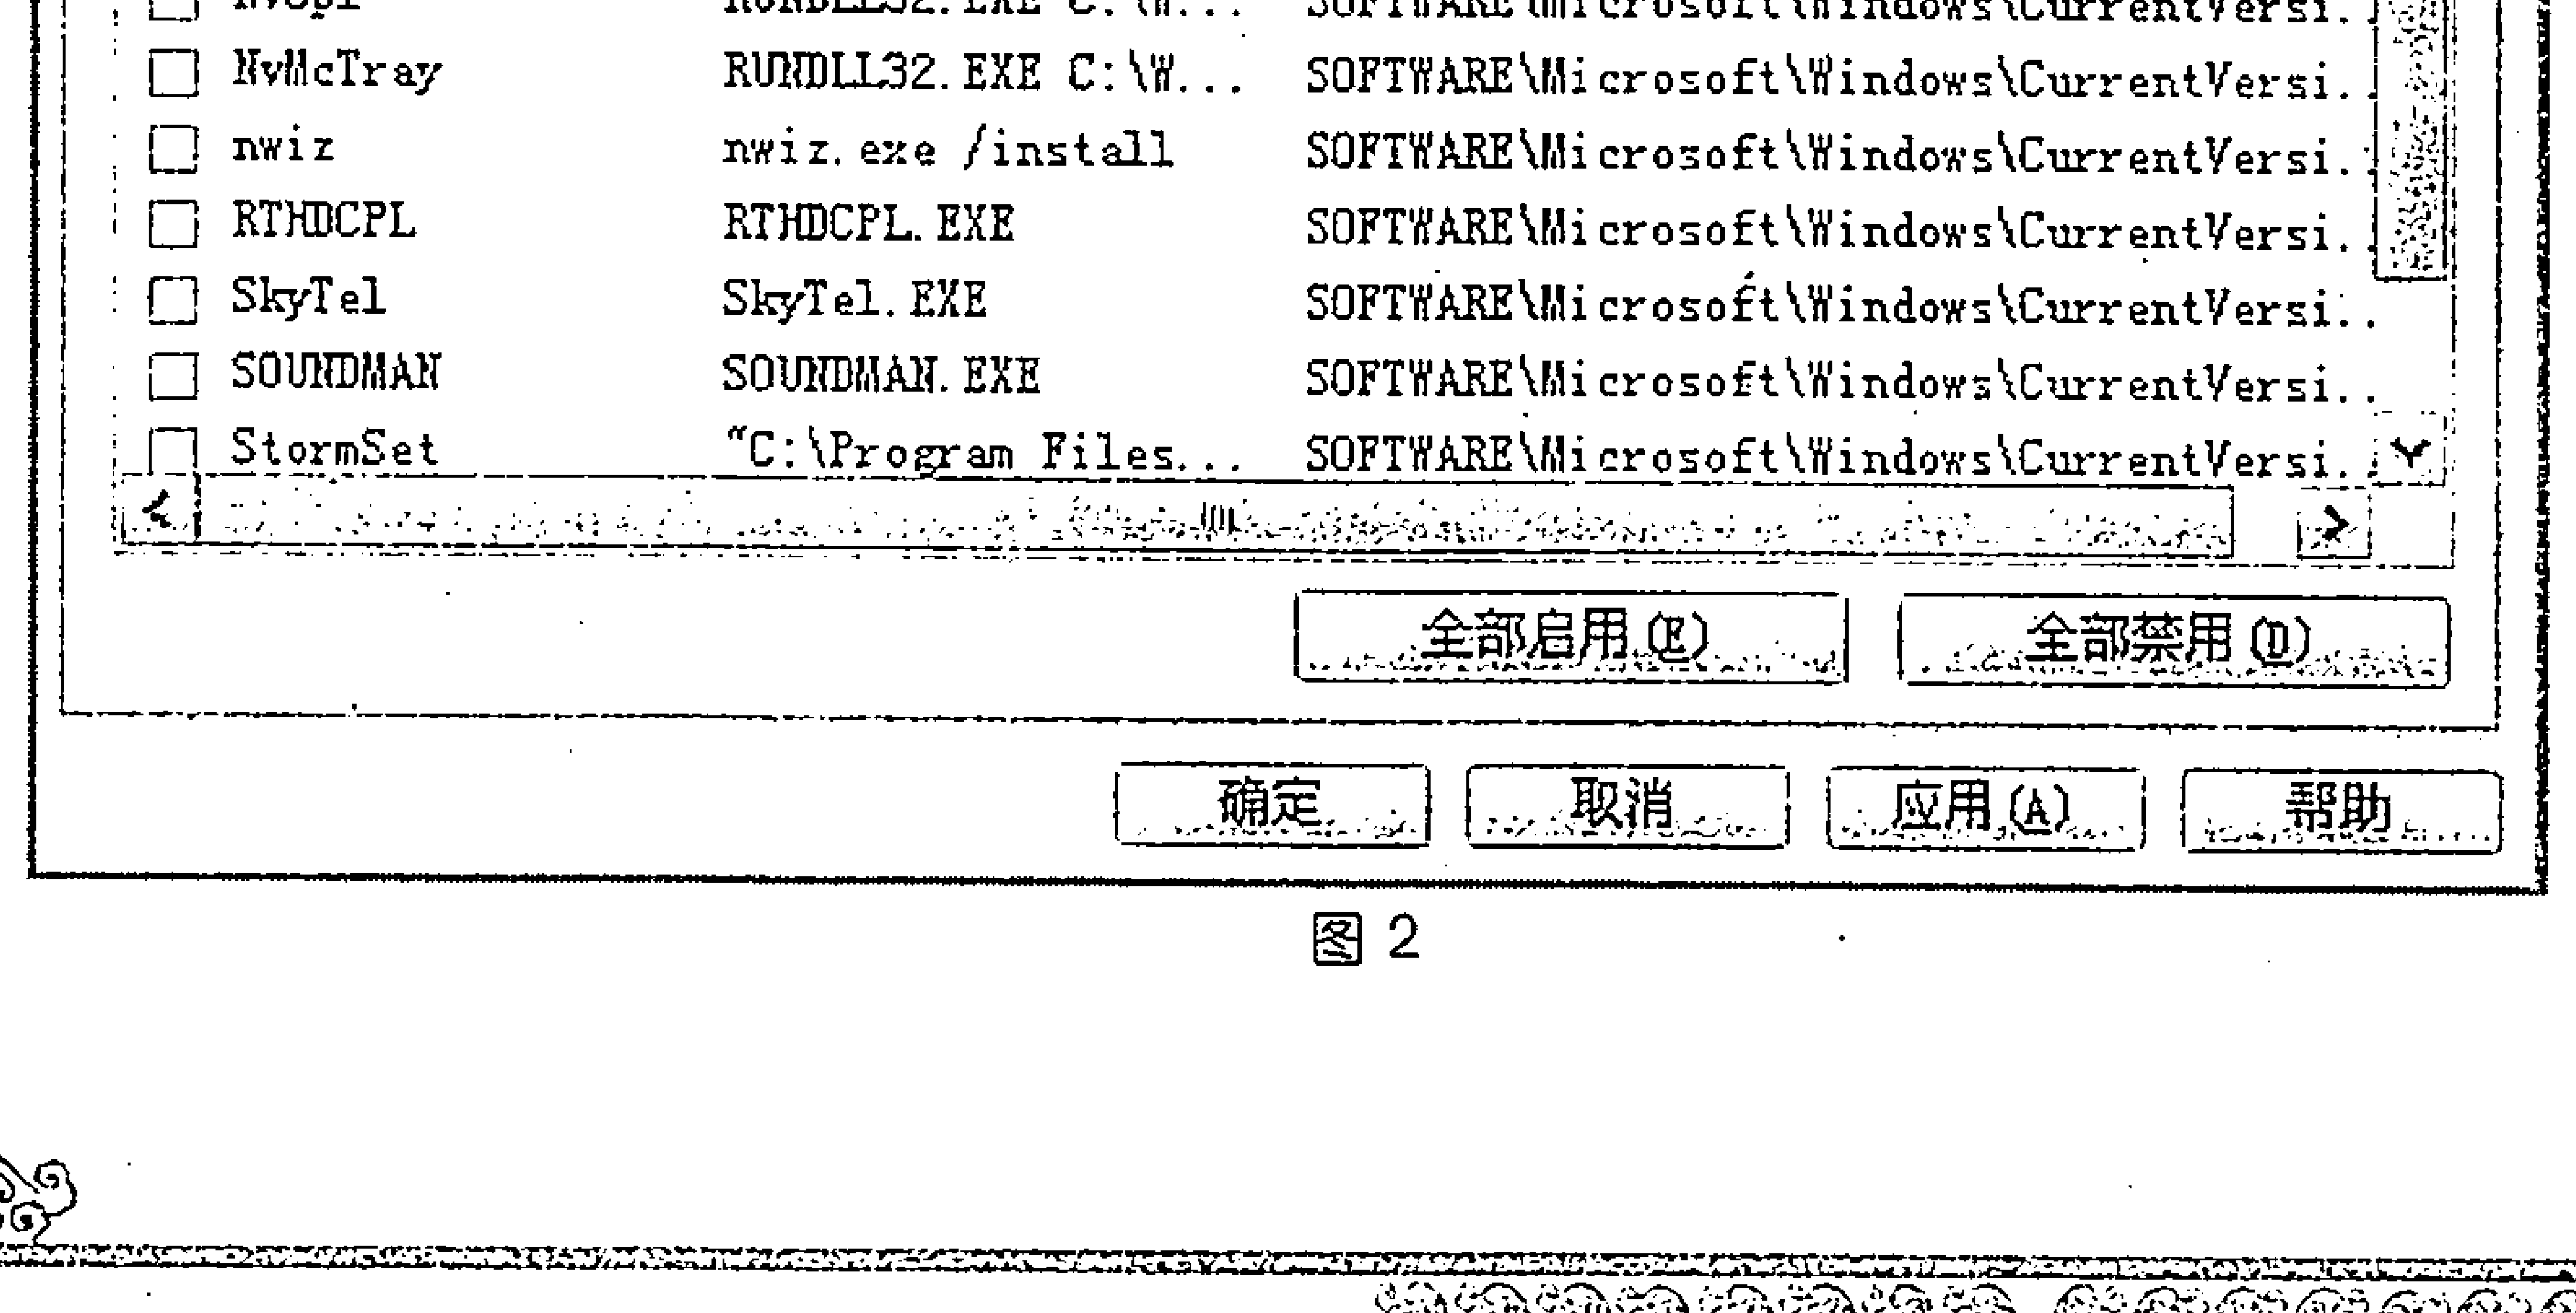 NvMcTray RUNDLL32.EXE C:\W... SOFTWARE\Microsoft\Windows\CurrentVersi..
nwiz nwiz.exe /install SOFTWARE\Microsoft\Windows\CurrentVersi..
RTHDCPL RTHDCPL.EXE SOFTWARE\Microsoft\Windows\CurrentVersi..
SkyTel SkyTel.EXE SOFTWARE\Microsoft\Windows\CurrentVersi..
SOUNDMAN SOUNDMAN.EXE SOFTWARE\Microsoft\Windows\CurrentVersi..
StormSet "C:\Program Files... SOFTWARE\Microsoft\Windows\CurrentVersi..
全部启用(E) 全部禁用(D)
确定 取消 应用(A) 帮助
图 2